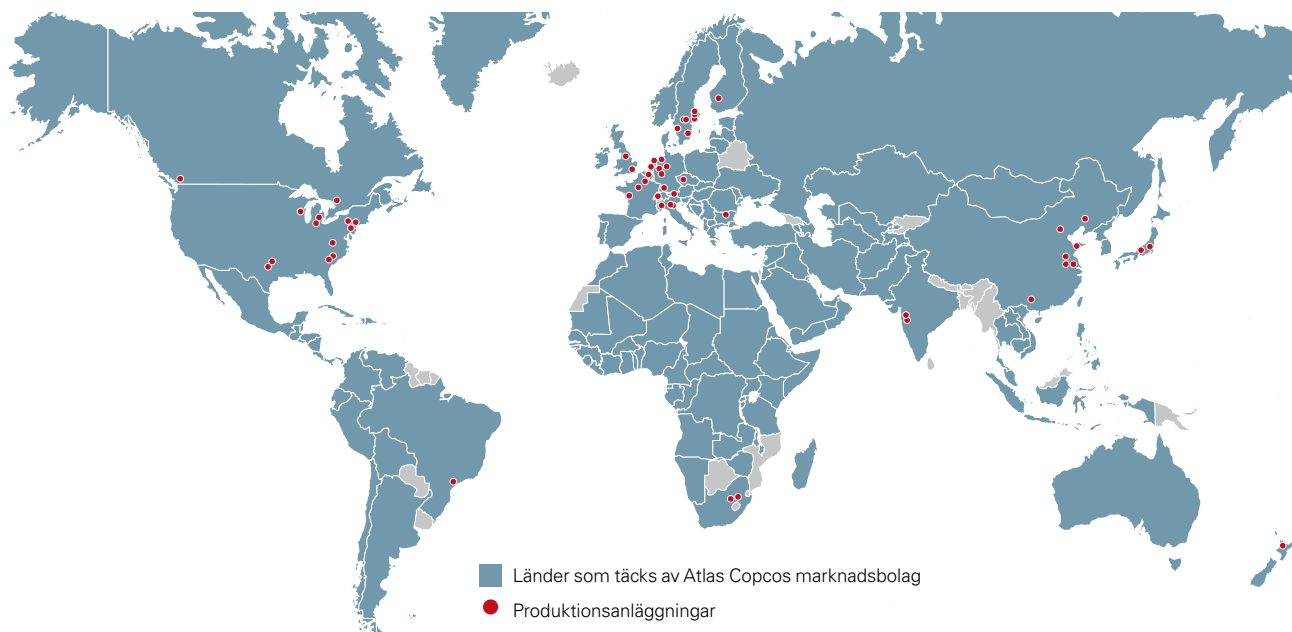 Länder som täcks av Atlas Copcos marknadsbolag
Produktionsanläggningar